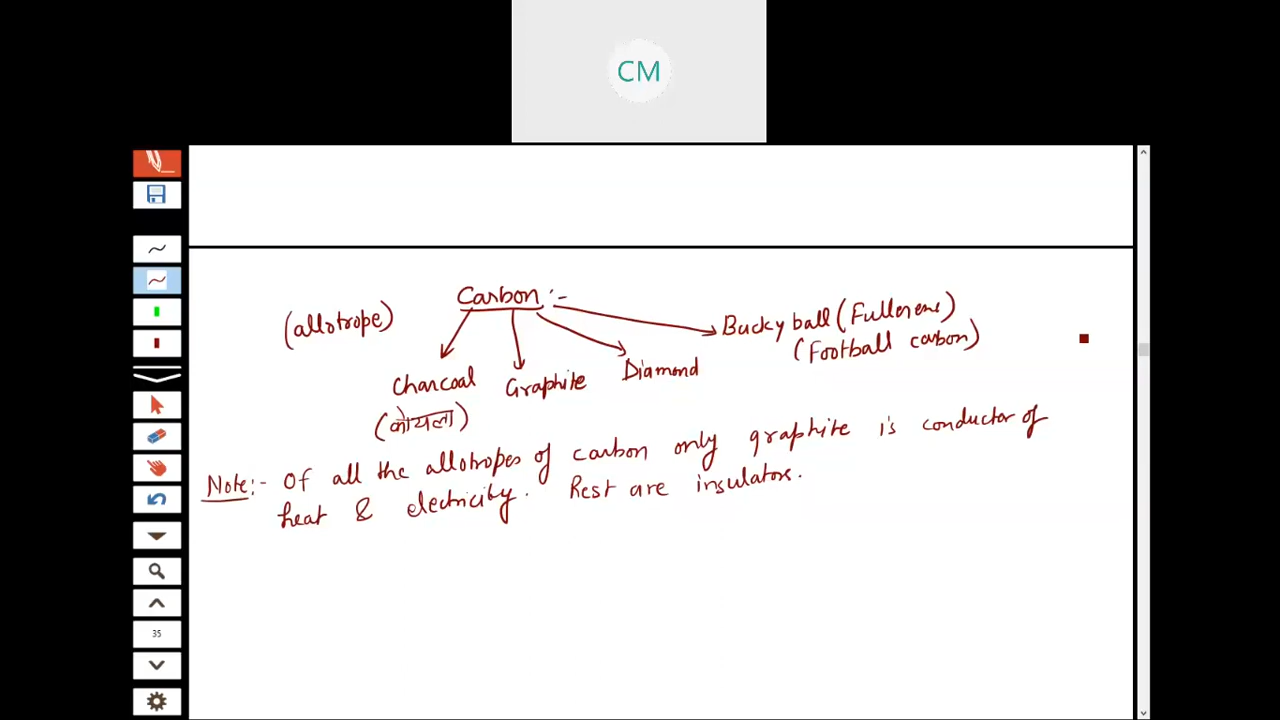 CM
Carbon :-
(allotrope)
Bucky ball (Fullerene)
(Football carbon)
Charcoal Graphite Diamond
(कोयला)
Note:- Of all the allotropes of carbon only graphite is conductor of
heat & electricity. Rest are insulators.
35